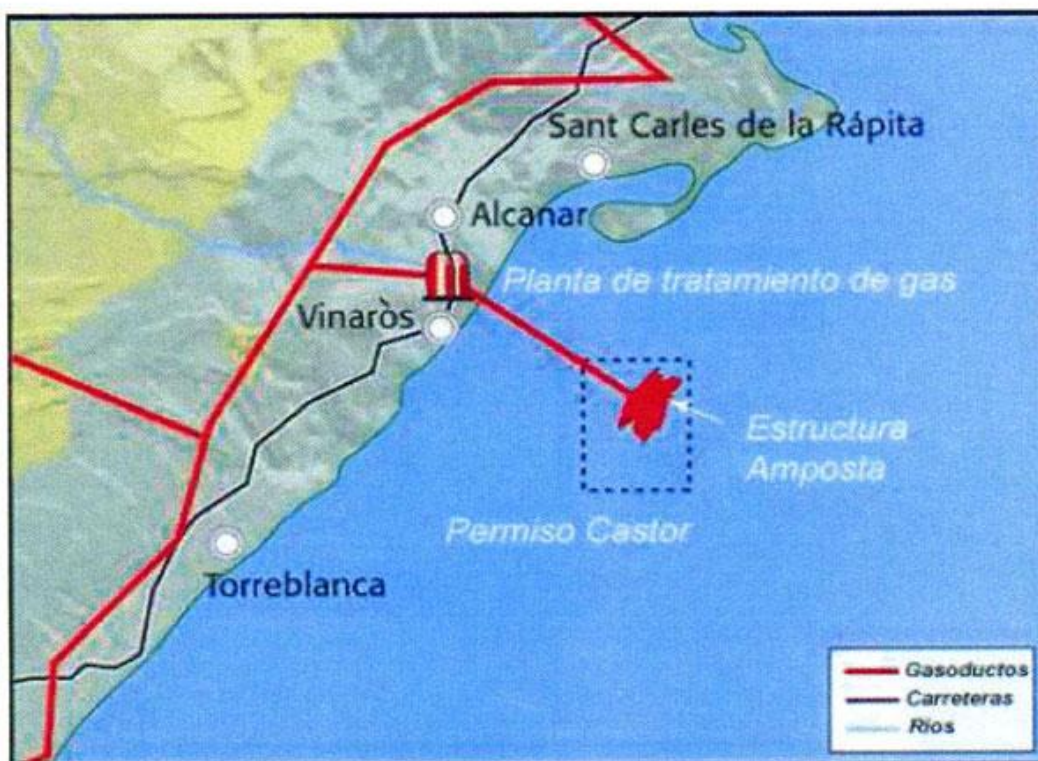 Sant Carles de la Rápita
Alcanar
Planta de tratamiento de gas
Vinaròs
Estructura
Amposta
Permiso Castor
Torreblanca
Gasoductos
Carreteras
Rios